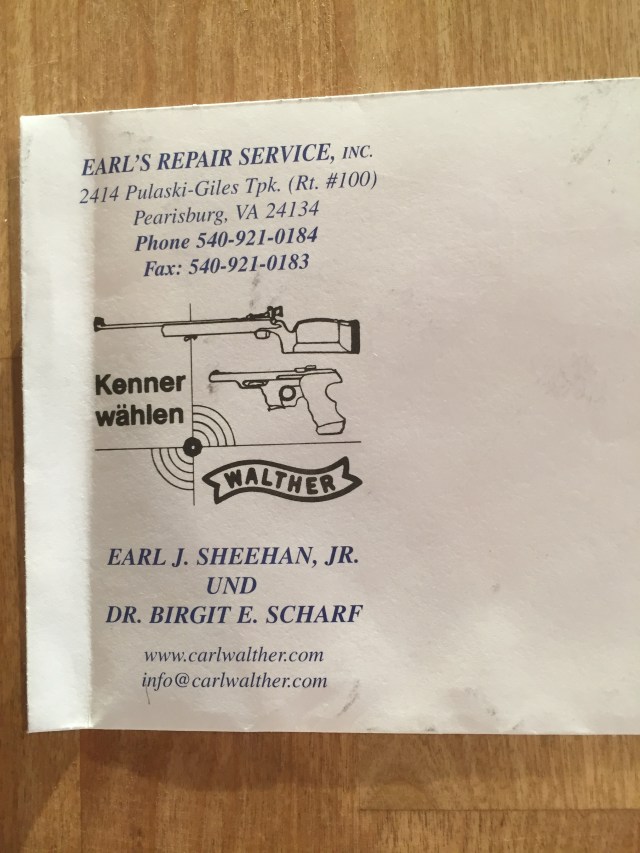 EARL'S REPAIR SERVICE, INC.
2414 Pulaski-Giles Tpk. (Rt. #100)
Pearisburg, VA 24134
Phone 540-921-0184
Fax: 540-921-0183
Kenner
wählen
WALTHER
EARL J. SHEEHAN, JR.
UND
DR. BIRGIT E. SCHARF
www.carlwalther.com
info@carlwalther.com